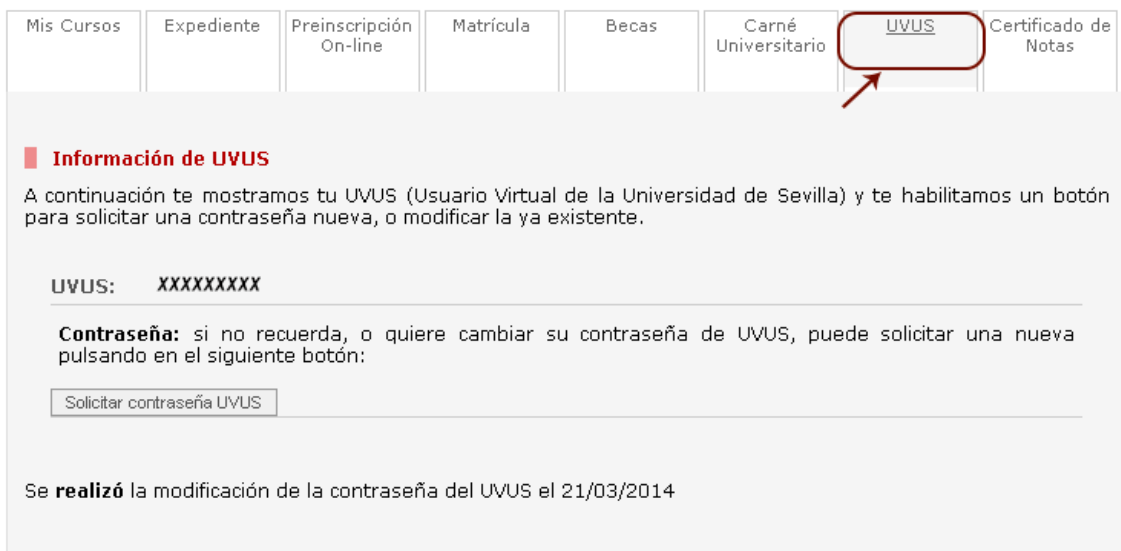 Mis Cursos Expediente Preinscripción On-line Matrícula Becas Carné Universitario UVUS Certificado de Notas
Información de UVUS
A continuación te mostramos tu UVUS (Usuario Virtual de la Universidad de Sevilla) y te habilitamos un botón
para solicitar una contraseña nueva, o modificar la ya existente.
UVUS: XXXXXXXXX
Contraseña: si no recuerda, o quiere cambiar su contraseña de UVUS, puede solicitar una nueva
pulsando en el siguiente botón:
Solicitar contraseña UVUS
Se realizó la modificación de la contraseña del UVUS el 21/03/2014